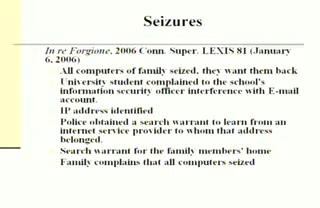 Seizures
In re Forgione, 2006 Conn. Super. LEXIS 81 (January
6, 2006)
All computers of family seized, they want them back
University student complained to the school's
information security officer interference with E-mail
account.
IP address identified
Police obtained a search warrant to learn from an
internet service provider to whom that address
belonged.
Search warrant for the family members' home
Family complains that all computers seized